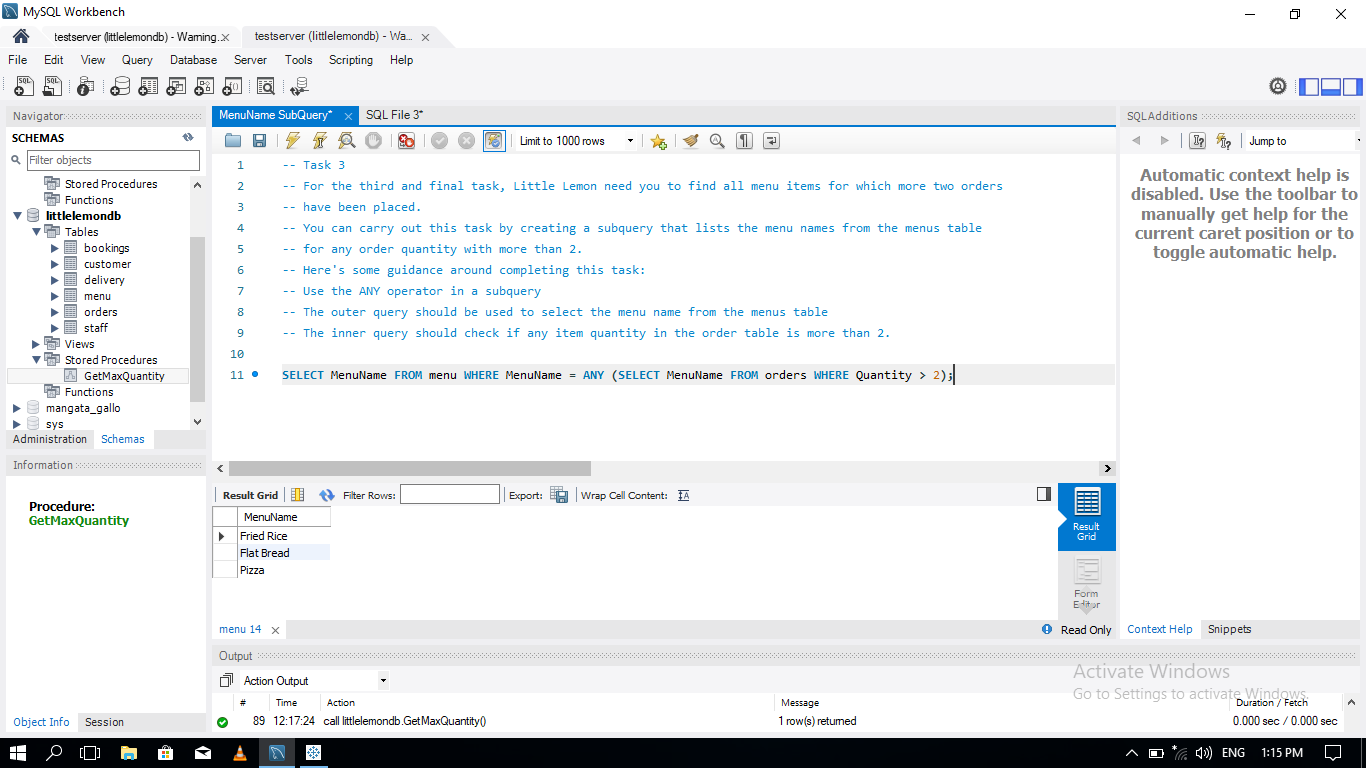 MySQL Workbench
testserver (littlelemondb) - Warning... x
testserver (littlelemondb) - Wa... x
File Edit View Query Database Server Tools Scripting Help
Navigator
SCHEMAS
Filter objects
Stored Procedures
Functions
littlelemondb
Tables
bookings
customer
delivery
menu
orders
staff
Views
Stored Procedures
GetMaxQuantity
Functions
mangata_gallo
sys
Administration Schemas
Information
Procedure:
GetMaxQuantity
Object Info Session
MenuName SubQuery* x SQL File 3*
Limit to 1000 rows
1 -- Task 3
2 -- For the third and final task, Little Lemon need you to find all menu items for which more two orders
3 -- have been placed.
4 -- You can carry out this task by creating a subquery that lists the menu names from the menus table
5 -- for any order quantity with more than 2.
6 -- Here's some guidance around completing this task:
7 -- Use the ANY operator in a subquery
8 -- The outer query should be used to select the menu name from the menus table
9 -- The inner query should check if any item quantity in the order table is more than 2.
10
11 SELECT MenuName FROM menu WHERE MenuName = ANY (SELECT MenuName FROM orders WHERE Quantity > 2);
Result Grid Filter Rows: Export: Wrap Cell Content:
MenuName
Fried Rice
Flat Bread
Pizza
Result
Grid
Form
Editor
menu 14 x
Read Only
Output
Action Output
# Time Action Message Duration / Fetch
89 12:17:24 call littlelemondb.GetMaxQuantity() 1 row(s) returned 0.000 sec / 0.000 sec
SQLAdditions
Jump to
Automatic context help is
disabled. Use the toolbar to
manually get help for the
current caret position or to
toggle automatic help.
Context Help Snippets
Activate Windows
Go to Settings to activate Windows.
ENG 1:15 PM